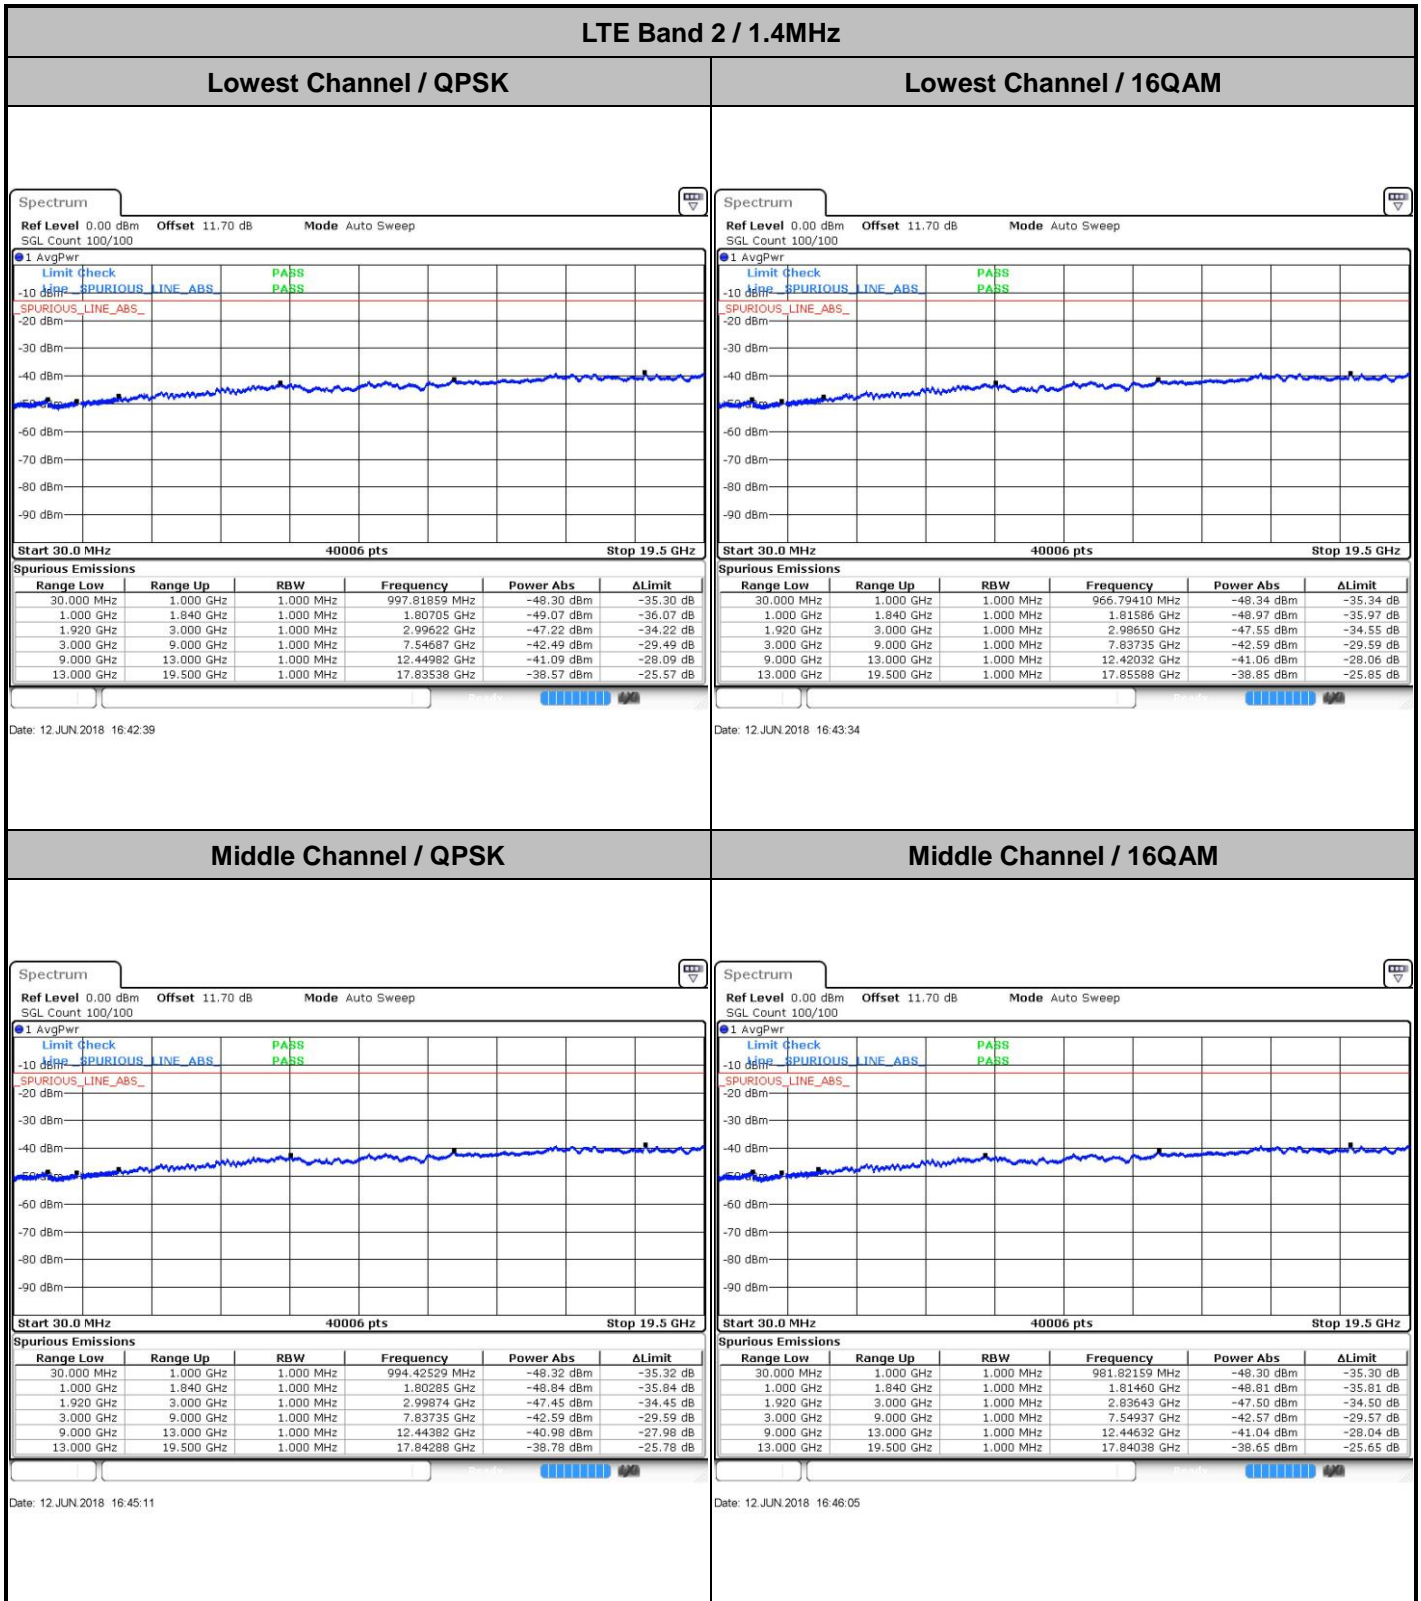 LTE Band 2 / 1.4MHz
Lowest Channel / QPSK
Lowest Channel / 16QAM
Spectrum
Ref Level 0.00 dBm Offset 11.70 dB Mode Auto Sweep
SGL Count 100/100
1 AvgPwr
Limit Check PASS
Line _SPURIOUS_LINE_ABS_ PASS
-10 dBm
_SPURIOUS_LINE_ABS_
-20 dBm
-30 dBm
-40 dBm
-50 dBm
-60 dBm
-70 dBm
-80 dBm
-90 dBm
Start 30.0 MHz 40006 pts Stop 19.5 GHz
Spurious Emissions
Range Low Range Up RBW Frequency Power Abs ΔLimit
30.000 MHz 1.000 GHz 1.000 MHz 997.81859 MHz -48.30 dBm -35.30 dB
1.000 GHz 1.840 GHz 1.000 MHz 1.80705 GHz -49.07 dBm -36.07 dB
1.920 GHz 3.000 GHz 1.000 MHz 2.99622 GHz -47.22 dBm -34.22 dB
3.000 GHz 9.000 GHz 1.000 MHz 7.54687 GHz -42.49 dBm -29.49 dB
9.000 GHz 13.000 GHz 1.000 MHz 12.44982 GHz -41.09 dBm -28.09 dB
13.000 GHz 19.500 GHz 1.000 MHz 17.83538 GHz -38.57 dBm -25.57 dB
Date: 12.JUN.2018 16:42:39
Spectrum
Ref Level 0.00 dBm Offset 11.70 dB Mode Auto Sweep
SGL Count 100/100
1 AvgPwr
Limit Check PASS
Line _SPURIOUS_LINE_ABS_ PASS
-10 dBm
_SPURIOUS_LINE_ABS_
-20 dBm
-30 dBm
-40 dBm
-50 dBm
-60 dBm
-70 dBm
-80 dBm
-90 dBm
Start 30.0 MHz 40006 pts Stop 19.5 GHz
Spurious Emissions
Range Low Range Up RBW Frequency Power Abs ΔLimit
30.000 MHz 1.000 GHz 1.000 MHz 966.79410 MHz -48.34 dBm -35.34 dB
1.000 GHz 1.840 GHz 1.000 MHz 1.81586 GHz -48.97 dBm -35.97 dB
1.920 GHz 3.000 GHz 1.000 MHz 2.98650 GHz -47.55 dBm -34.55 dB
3.000 GHz 9.000 GHz 1.000 MHz 7.83735 GHz -42.59 dBm -29.59 dB
9.000 GHz 13.000 GHz 1.000 MHz 12.42032 GHz -41.06 dBm -28.06 dB
13.000 GHz 19.500 GHz 1.000 MHz 17.85588 GHz -38.85 dBm -25.85 dB
Date: 12.JUN.2018 16:43:34
Middle Channel / QPSK
Middle Channel / 16QAM
Spectrum
Ref Level 0.00 dBm Offset 11.70 dB Mode Auto Sweep
SGL Count 100/100
1 AvgPwr
Limit Check PASS
Line _SPURIOUS_LINE_ABS_ PASS
-10 dBm
_SPURIOUS_LINE_ABS_
-20 dBm
-30 dBm
-40 dBm
-50 dBm
-60 dBm
-70 dBm
-80 dBm
-90 dBm
Start 30.0 MHz 40006 pts Stop 19.5 GHz
Spurious Emissions
Range Low Range Up RBW Frequency Power Abs ΔLimit
30.000 MHz 1.000 GHz 1.000 MHz 994.42529 MHz -48.32 dBm -35.32 dB
1.000 GHz 1.840 GHz 1.000 MHz 1.80285 GHz -48.84 dBm -35.84 dB
1.920 GHz 3.000 GHz 1.000 MHz 2.99874 GHz -47.45 dBm -34.45 dB
3.000 GHz 9.000 GHz 1.000 MHz 7.83735 GHz -42.59 dBm -29.59 dB
9.000 GHz 13.000 GHz 1.000 MHz 12.44382 GHz -40.98 dBm -27.98 dB
13.000 GHz 19.500 GHz 1.000 MHz 17.84288 GHz -38.78 dBm -25.78 dB
Date: 12.JUN.2018 16:45:11
Spectrum
Ref Level 0.00 dBm Offset 11.70 dB Mode Auto Sweep
SGL Count 100/100
1 AvgPwr
Limit Check PASS
Line _SPURIOUS_LINE_ABS_ PASS
-10 dBm
_SPURIOUS_LINE_ABS_
-20 dBm
-30 dBm
-40 dBm
-50 dBm
-60 dBm
-70 dBm
-80 dBm
-90 dBm
Start 30.0 MHz 40006 pts Stop 19.5 GHz
Spurious Emissions
Range Low Range Up RBW Frequency Power Abs ΔLimit
30.000 MHz 1.000 GHz 1.000 MHz 981.82159 MHz -48.30 dBm -35.30 dB
1.000 GHz 1.840 GHz 1.000 MHz 1.81460 GHz -48.81 dBm -35.81 dB
1.920 GHz 3.000 GHz 1.000 MHz 2.83643 GHz -47.50 dBm -34.50 dB
3.000 GHz 9.000 GHz 1.000 MHz 7.54937 GHz -42.57 dBm -29.57 dB
9.000 GHz 13.000 GHz 1.000 MHz 12.44632 GHz -41.04 dBm -28.04 dB
13.000 GHz 19.500 GHz 1.000 MHz 17.84038 GHz -38.65 dBm -25.65 dB
Date: 12.JUN.2018 16:46:05